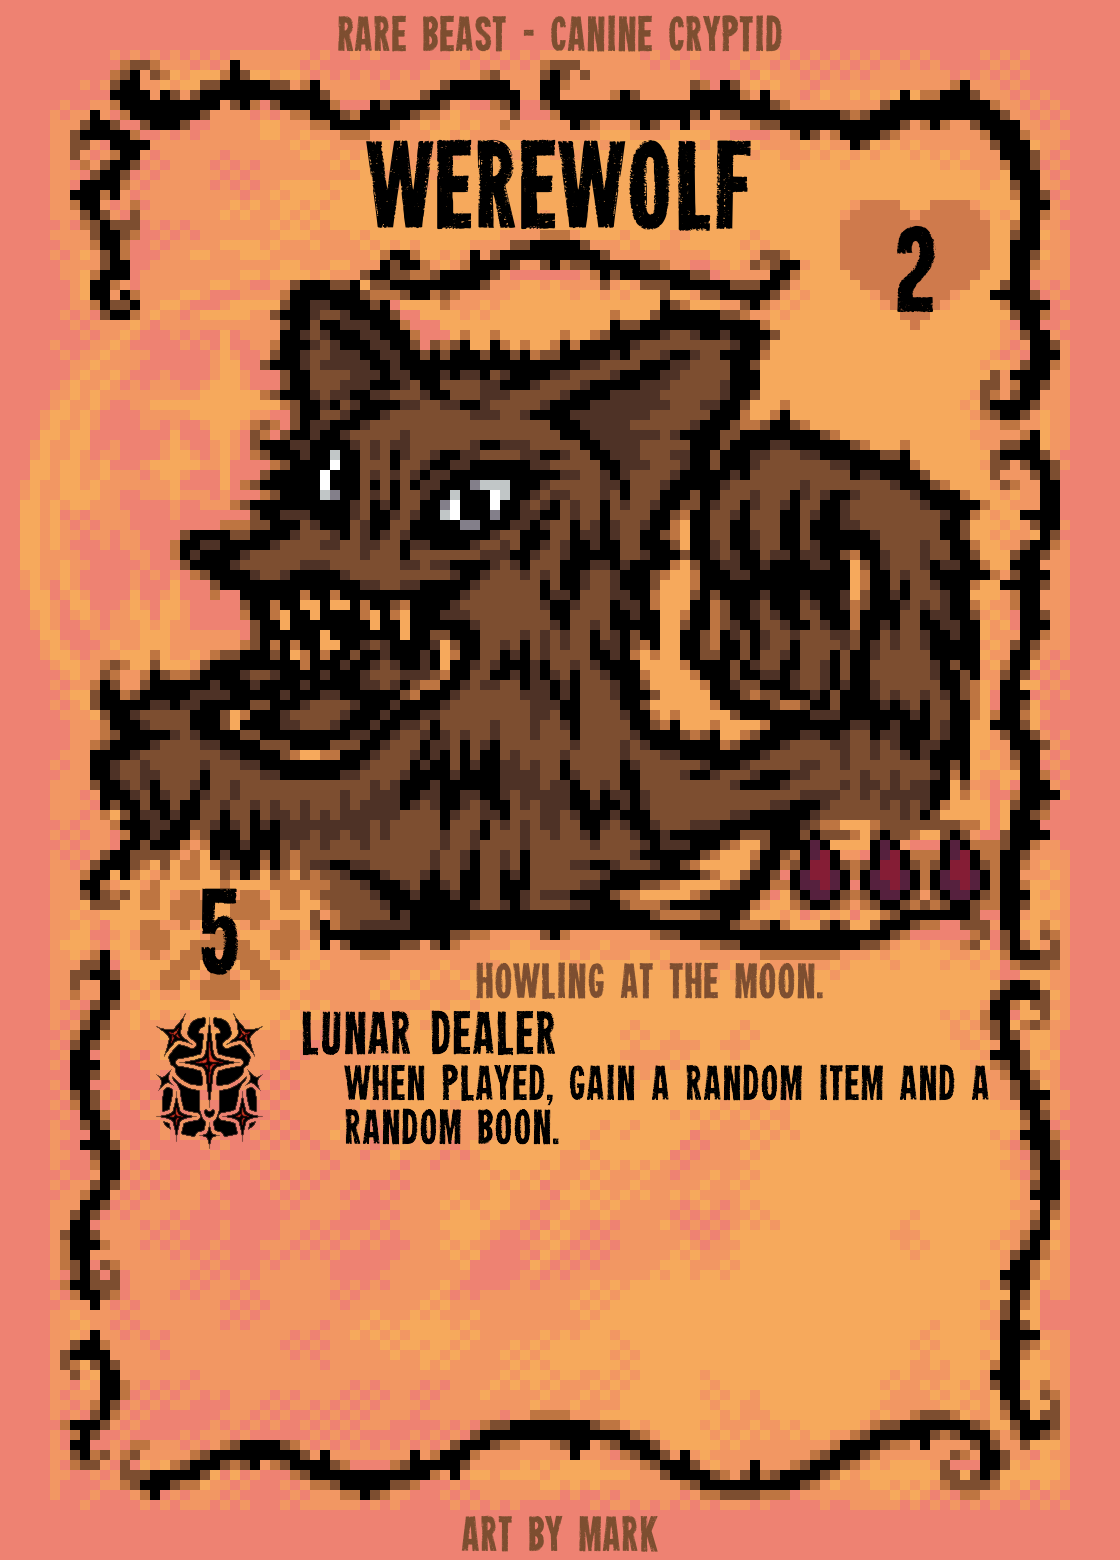 RARE BEAST - CANINE CRYPTID
WEREWOLF
2
5
HOWLING AT THE MOON.
LUNAR DEALER
WHEN PLAYED, GAIN A RANDOM ITEM AND A
RANDOM BOON.
ART BY MARK